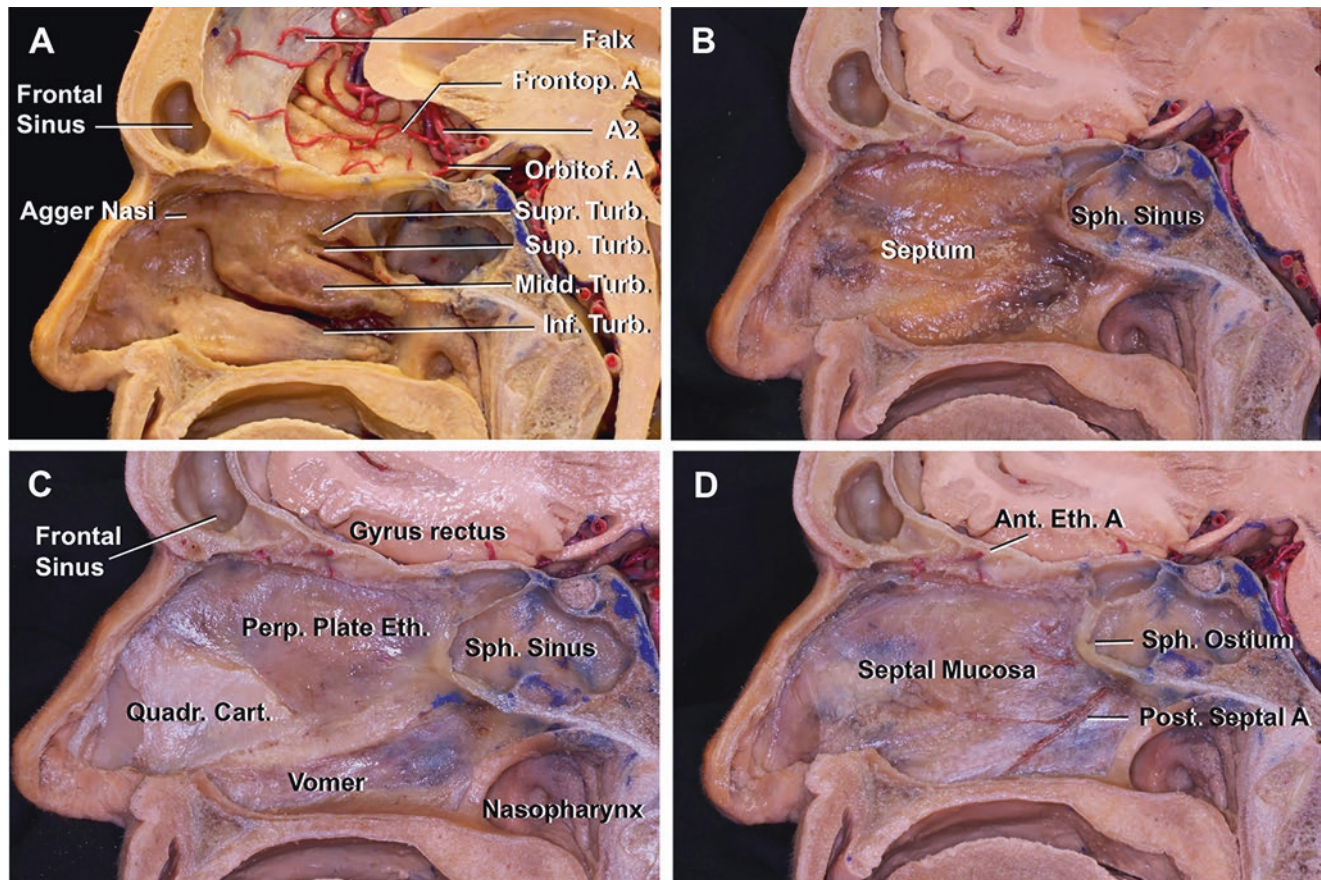 A
Falx
Frontop. A
Frontal
Sinus
A2
Orbitof. A
Agger Nasi
Supr. Turb.
Sup. Turb.
Midd. Turb.
Inf. Turb.
B
Sph. Sinus
Septum
C
Frontal
Sinus
Gyrus rectus
Perp. Plate Eth.
Sph. Sinus
Quadr. Cart.
Vomer
Nasopharynx
D
Ant. Eth. A
Sph. Ostium
Septal Mucosa
Post. Septal A